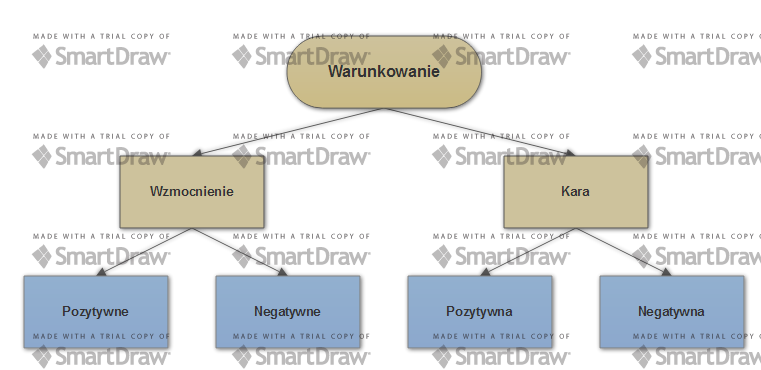 MADE WITH A TRIAL COPY OF MADE WITH A TRIAL COPY OF MADE WITH A TRIAL COPY OF MADE WITH A TRIAL COPY OF
SmartDraw SmartDraw SmartDraw SmartDraw
Warunkowanie
MADE WITH A TRIAL COPY OF MADE WITH A TRIAL COPY OF MADE WITH A TRIAL COPY OF MADE WITH A TRIAL COPY OF
SmartDraw SmartDraw SmartDraw SmartDraw
Wzmocnienie Kara
MADE WITH A TRIAL COPY OF MADE WITH A TRIAL COPY OF MADE WITH A TRIAL COPY OF MADE WITH A TRIAL COPY OF
SmartDraw SmartDraw SmartDraw SmartDraw
Pozytywne Negatywne Pozytywna Negatywna
MADE WITH A TRIAL COPY OF MADE WITH A TRIAL COPY OF MADE WITH A TRIAL COPY OF MADE WITH A TRIAL COPY OF
SmartDraw SmartDraw SmartDraw SmartDraw